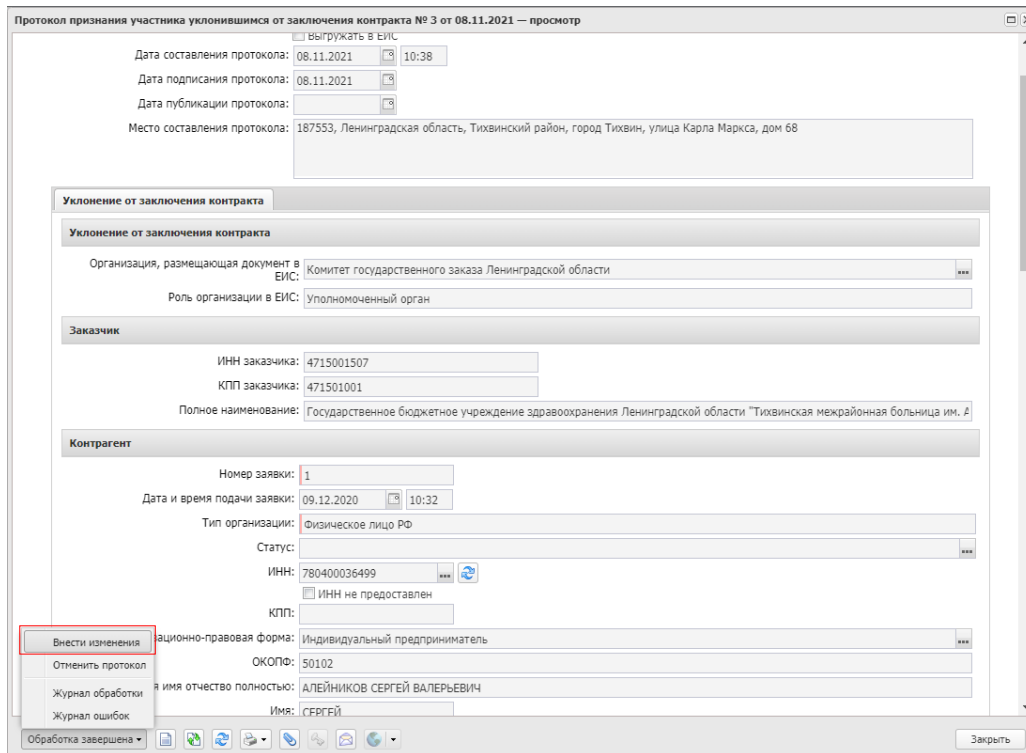 Протокол признания участника уклонившимся от заключения контракта № 3 от 08.11.2021 — просмотр
Выгружать в ЕИС
Дата составления протокола: 08.11.2021 10:38
Дата подписания протокола: 08.11.2021
Дата публикации протокола:
Место составления протокола: 187553, Ленинградская область, Тихвинский район, город Тихвин, улица Карла Маркса, дом 68
Уклонение от заключения контракта
Уклонение от заключения контракта
Организация, размещающая документ в ЕИС: Комитет государственного заказа Ленинградской области
Роль организации в ЕИС: Уполномоченный орган
Заказчик
ИНН заказчика: 4715001507
КПП заказчика: 471501001
Полное наименование: Государственное бюджетное учреждение здравоохранения Ленинградской области "Тихвинская межрайонная больница им. А
Контрагент
Номер заявки: 1
Дата и время подачи заявки: 09.12.2020 10:32
Тип организации: Физическое лицо РФ
Статус:
ИНН: 780400036499
ИНН не предоставлен
КПП:
Внести изменения
ационно-правовая форма: Индивидуальный предприниматель
Отменить протокол
ОКОПФ: 50102
я имя отчество полностью: АЛЕЙНИКОВ СЕРГЕЙ ВАЛЕРЬЕВИЧ
Журнал обработки
Имя: СЕРГЕЙ
Журнал ошибок
Обработка завершена
Закрыть